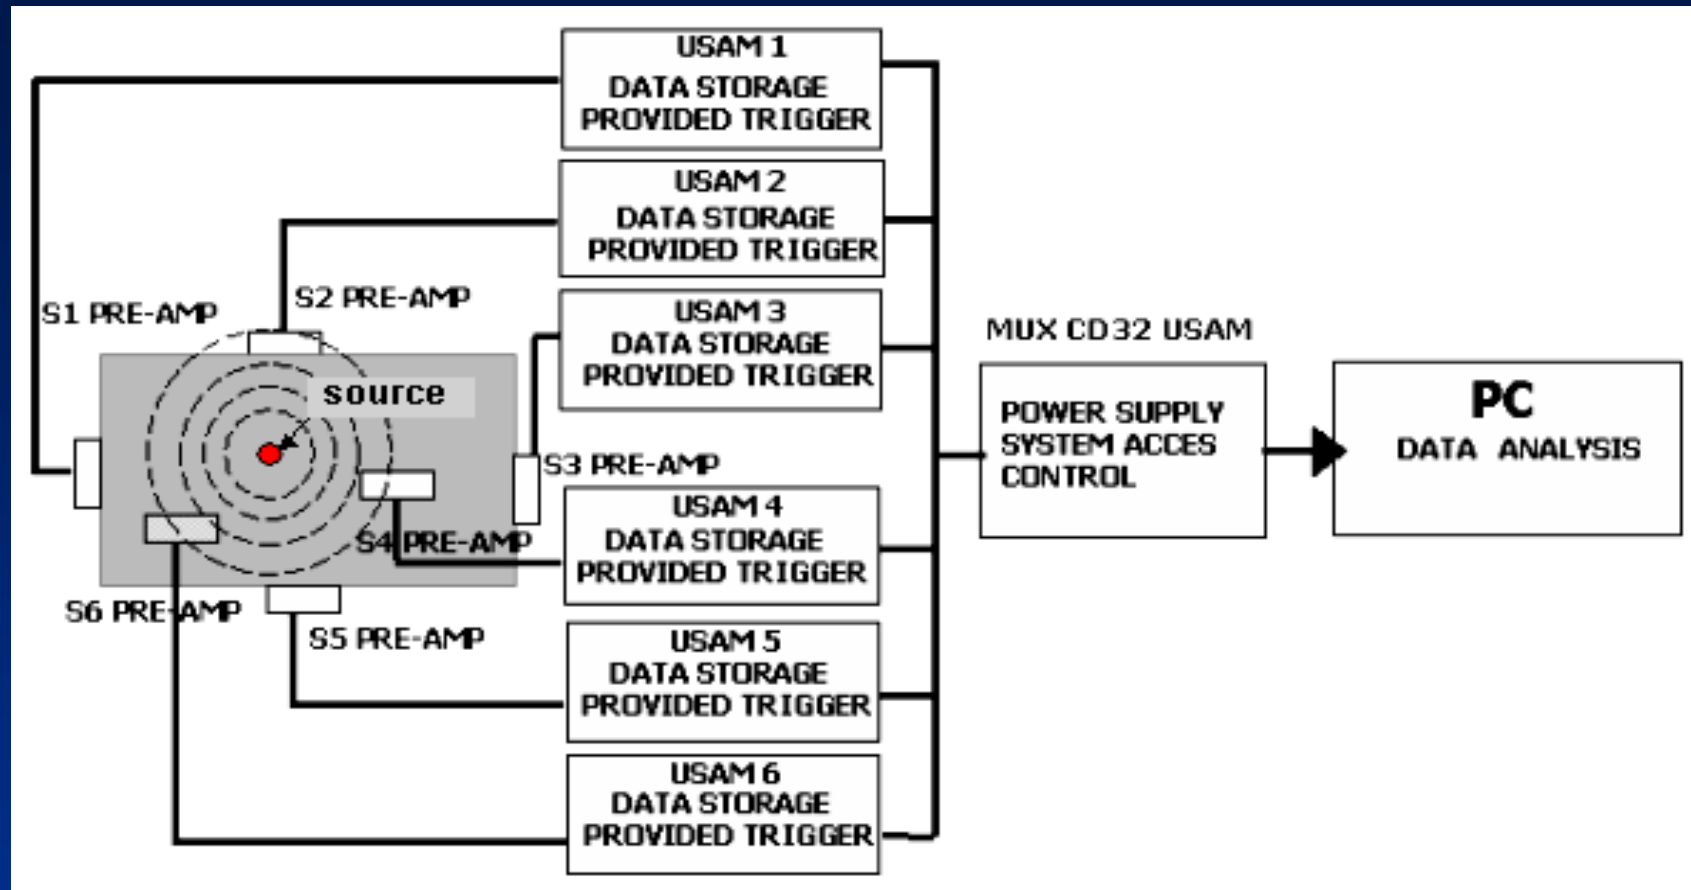 USAM 1
DATA STORAGE
PROVIDED TRIGGER
USAM 2
DATA STORAGE
PROVIDED TRIGGER
S1 PRE-AMP
S2 PRE-AMP
source
USAM 3
DATA STORAGE
PROVIDED TRIGGER
S3 PRE-AMP
USAM 4
DATA STORAGE
PROVIDED TRIGGER
S4 PRE-AMP
S6 PRE-AMP
S5 PRE-AMP
USAM 5
DATA STORAGE
PROVIDED TRIGGER
USAM 6
DATA STORAGE
PROVIDED TRIGGER
MUX CD32 USAM
POWER SUPPLY
SYSTEM ACCES
CONTROL
PC
DATA ANALYSIS